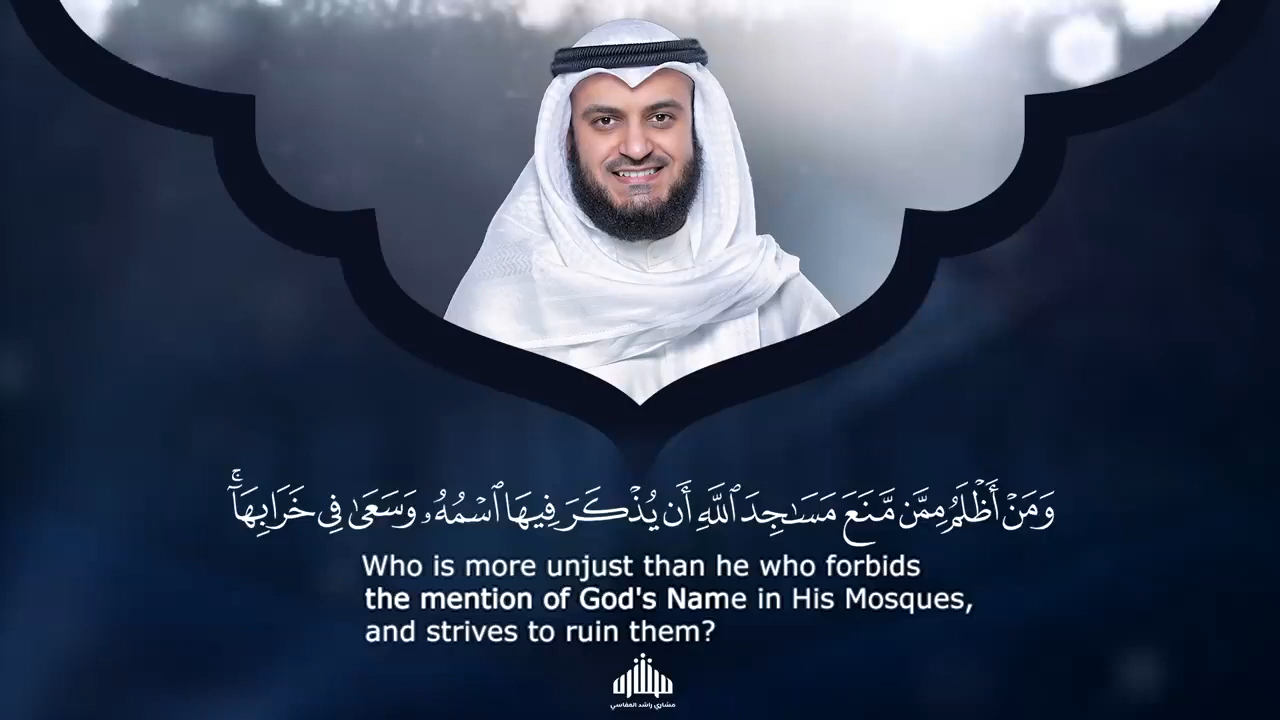 وَمَنْ أَظْلَمُ مِمَّن مَّنَعَ مَسَـٰجِدَ ٱللَّهِ أَن يُذْكَرَ فِيهَا ٱسْمُهُۥ وَسَعَىٰ فِى خَرَابِهَآ ۚ
Who is more unjust than he who forbids
the mention of God's Name in His Mosques,
and strives to ruin them?
مشاري راشد العفاسي